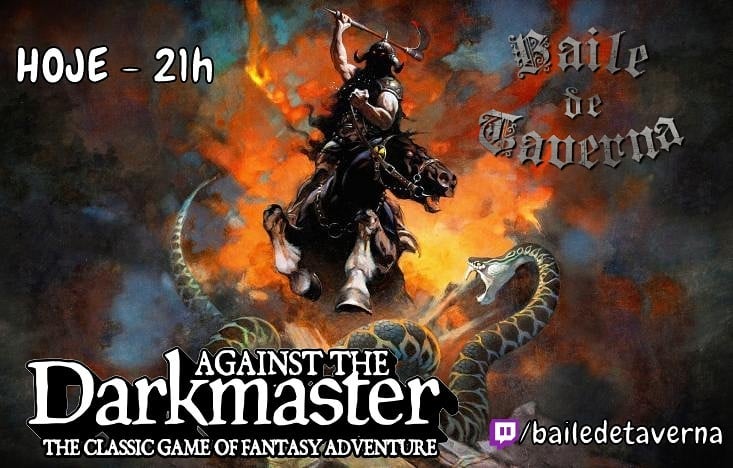 HOJE - 21h
Baile
de
Taverna
AGAINST THE
Darkmaster
THE CLASSIC GAME OF FANTASY ADVENTURE
/bailedetaverna